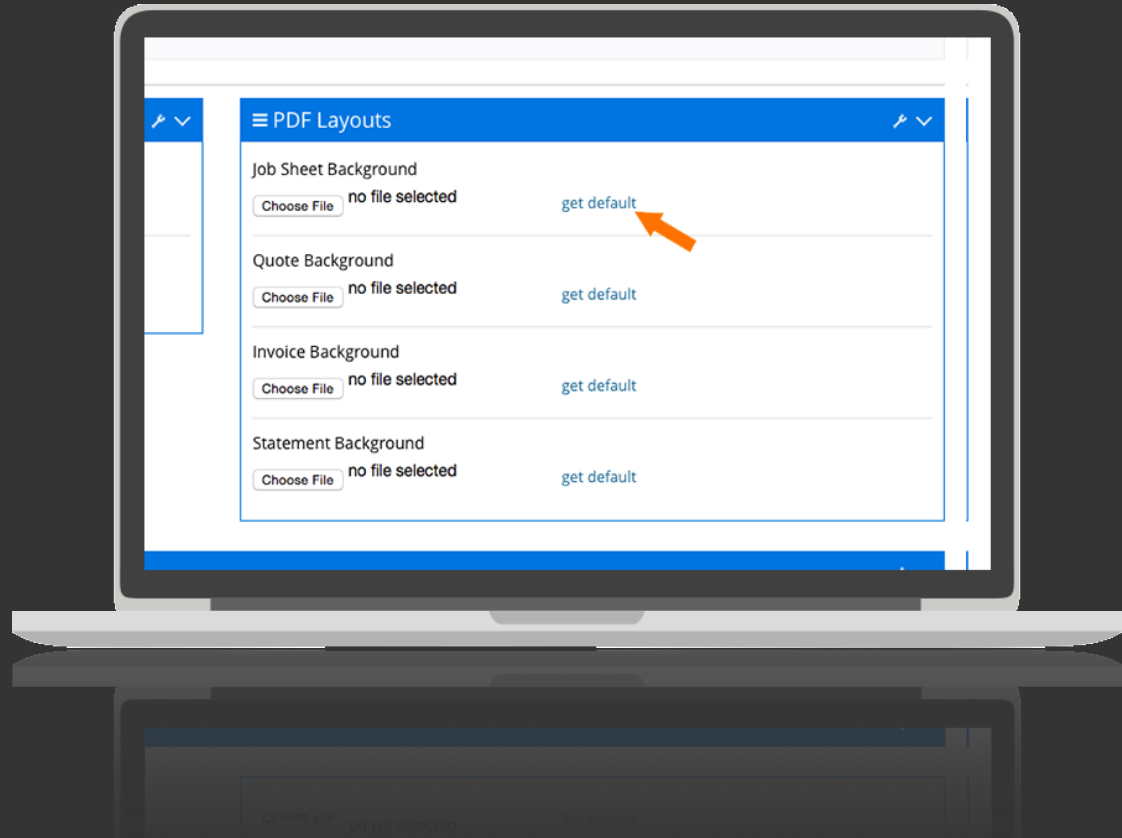 PDF Layouts
Job Sheet Background
Choose File no file selected get default
Quote Background
Choose File no file selected get default
Invoice Background
Choose File no file selected get default
Statement Background
Choose File no file selected get default